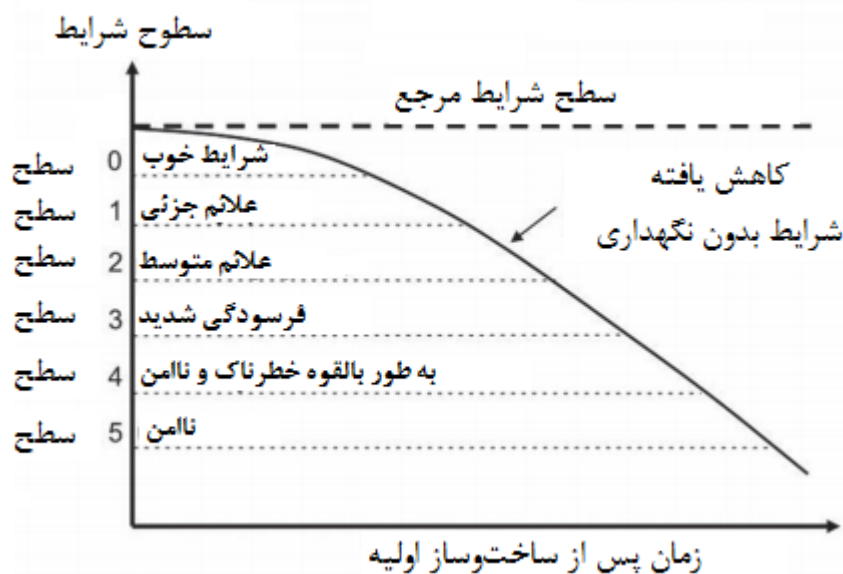 سطوح شرایط
سطح شرایط مرجع
سطح 0 شرایط خوب
سطح 1 علائم جزئی
سطح 2 علائم متوسط
سطح 3 فرسودگی شدید
سطح 4 به طور بالقوه خطرناک و ناامن
سطح 5 ناامن
کاهش یافته
شرایط بدون نگهداری
زمان پس از ساخت‌وساز اولیه